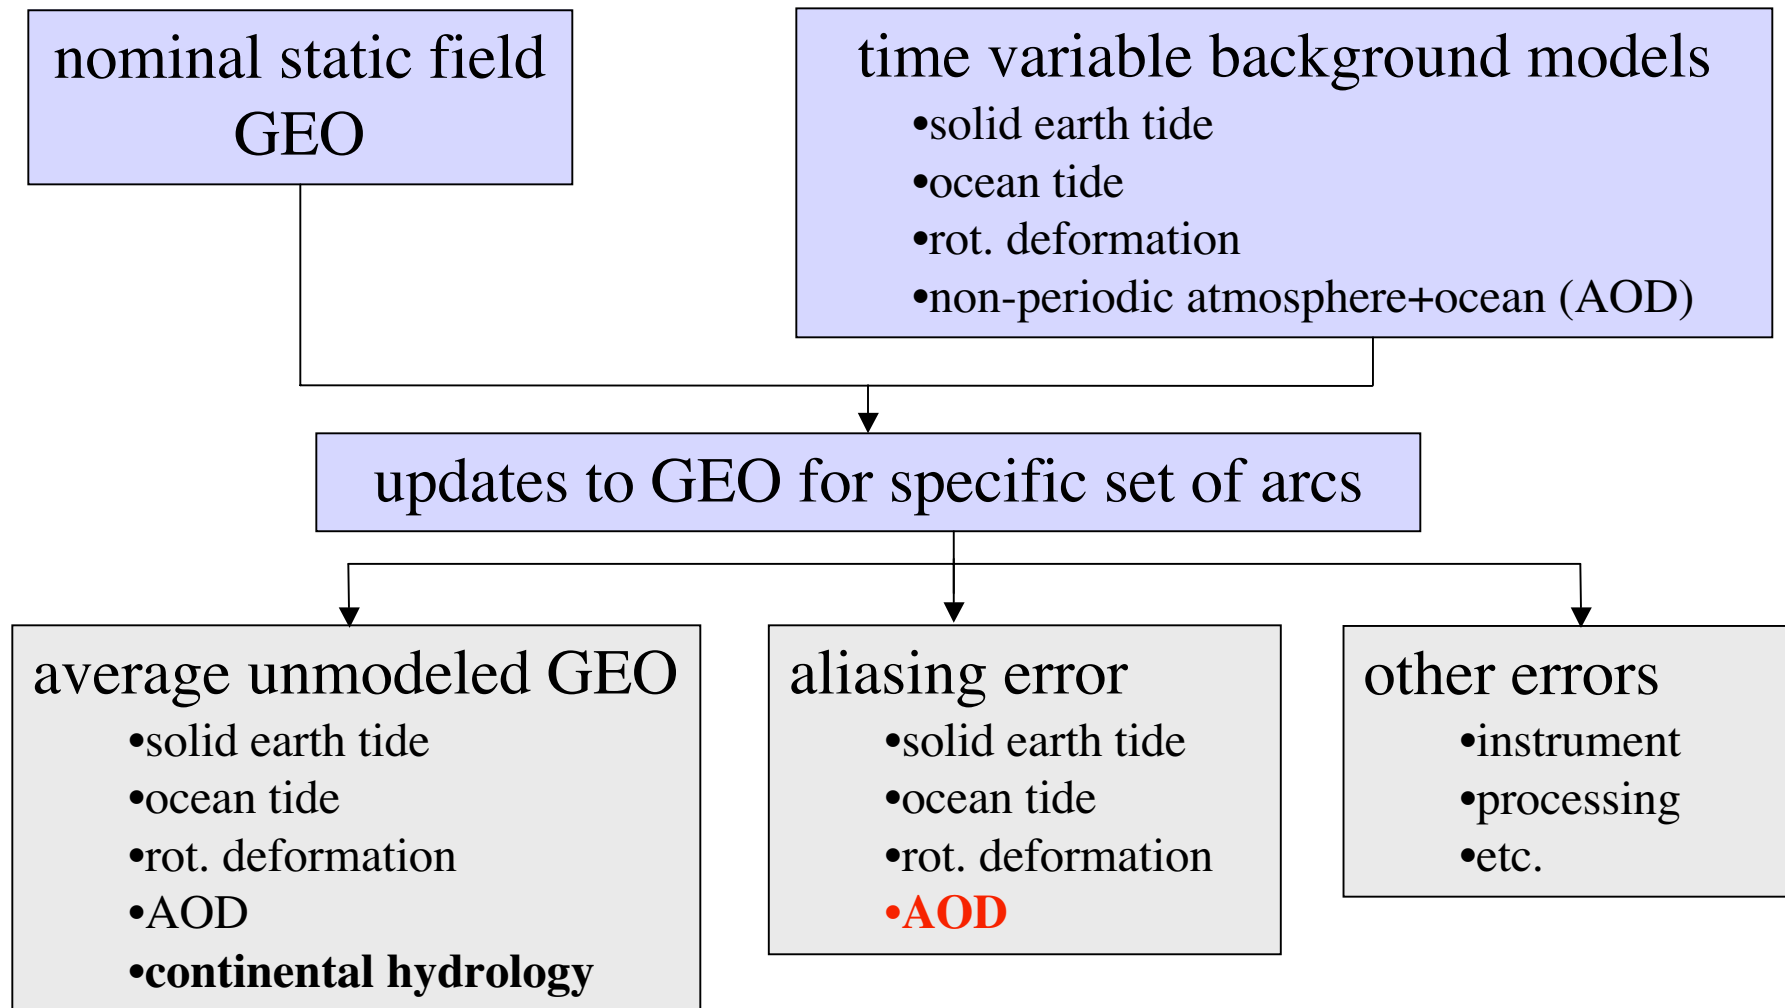 nominal static field
GEO
time variable background models
•solid earth tide
•ocean tide
•rot. deformation
•non-periodic atmosphere+ocean (AOD)
updates to GEO for specific set of arcs
average unmodeled GEO
•solid earth tide
•ocean tide
•rot. deformation
•AOD
•continental hydrology
aliasing error
•solid earth tide
•ocean tide
•rot. deformation
•AOD
other errors
•instrument
•processing
•etc.